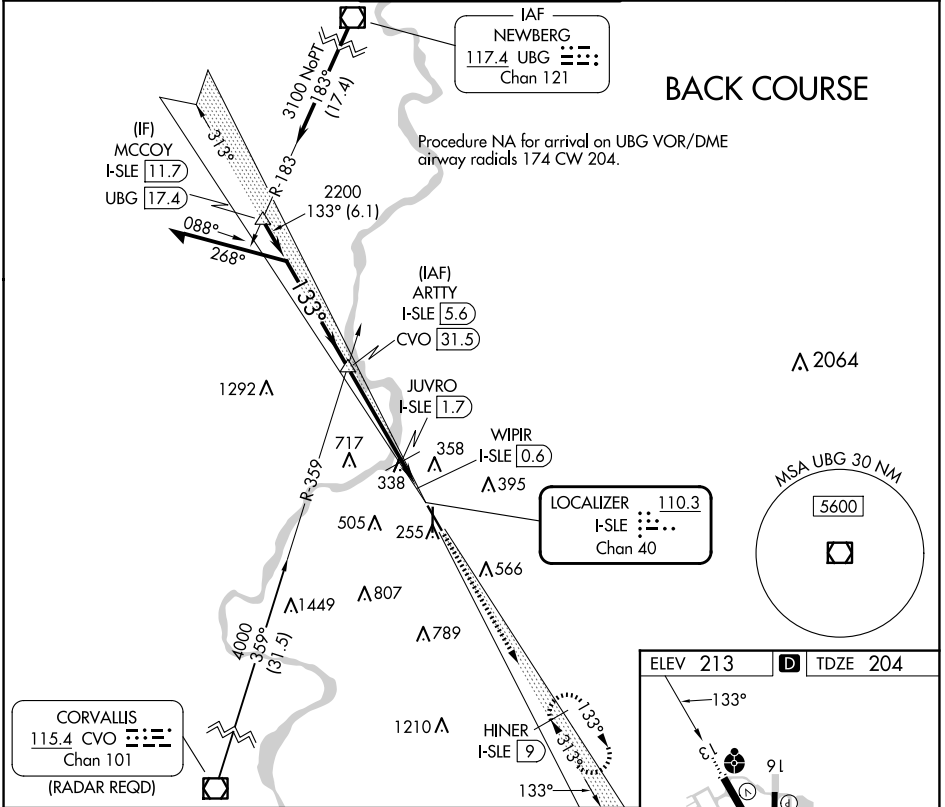 IAF
NEWBERG
117.4 UBG
Chan 121
BACK COURSE
Procedure NA for arrival on UBG VOR/DME
airway radials 174 CW 204.
3100 NoPT
183°
(17.4)
R-183
313°
(IF)
MCCOY
I-SLE 11.7
UBG 17.4
2200
133° (6.1)
088°
268°
133°
(IAF)
ARTTY
I-SLE 5.6
CVO 31.5
2064
1292
JUVRO
I-SLE 1.7
717
338
358
WIPIR
I-SLE 0.6
395
MSA UBG 30 NM
5600
R-359
505
255
LOCALIZER 110.3
I-SLE
Chan 40
566
1449
807
789
4000
359°
(31.5)
1210
HINER
I-SLE 9
133°
313°
133°
CORVALLIS
115.4 CVO
Chan 101
(RADAR REQD)
ELEV 213
D
TDZE 204
133°
13
16
V
P